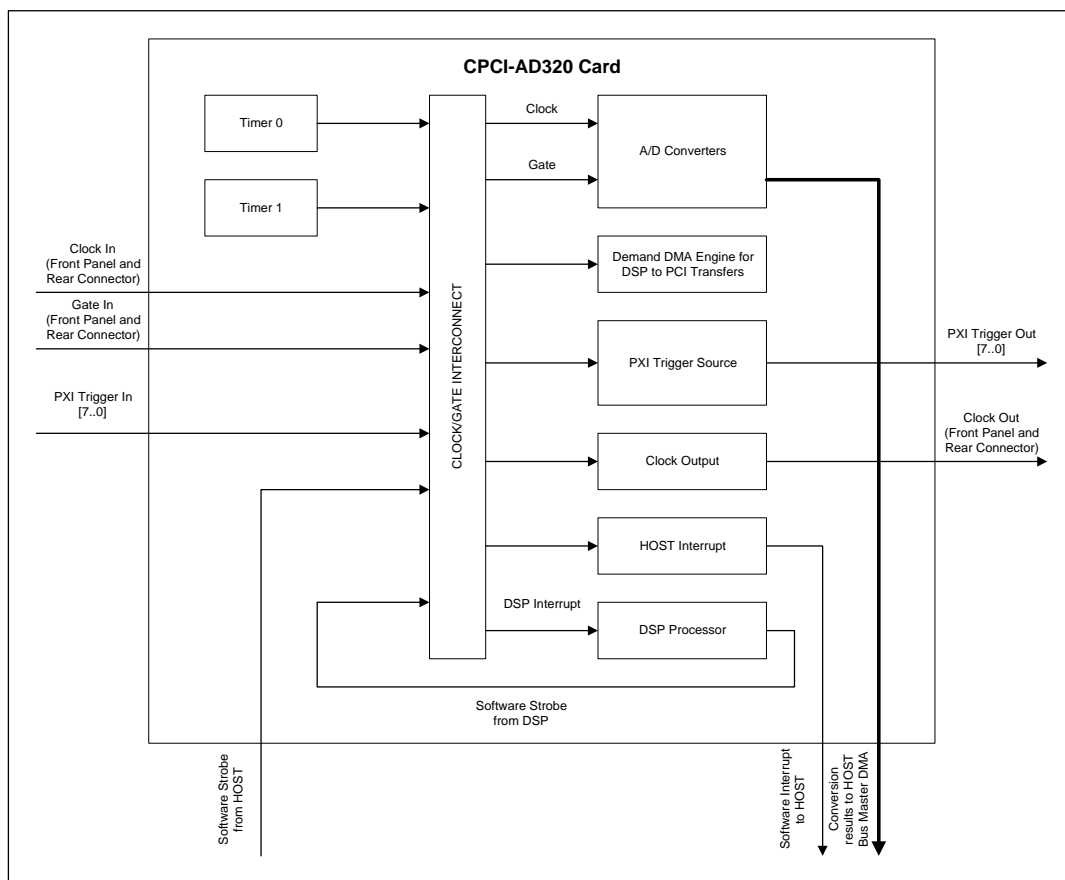 CPCI-AD320 Card
Timer 0
Timer 1
Clock In
(Front Panel and
Rear Connector)
Gate In
(Front Panel and
Rear Connector)
PXI Trigger In
[7..0]
CLOCK/GATE INTERCONNECT
Clock
Gate
A/D Converters
Demand DMA Engine for
DSP to PCI Transfers
PXI Trigger Source
PXI Trigger Out
[7..0]
Clock Output
Clock Out
(Front Panel and
Rear Connector)
HOST Interrupt
DSP Interrupt
DSP Processor
Software Strobe
from DSP
Software Strobe
from HOST
Software Interrupt
to HOST
Conversion
results to HOST
Bus Master DMA